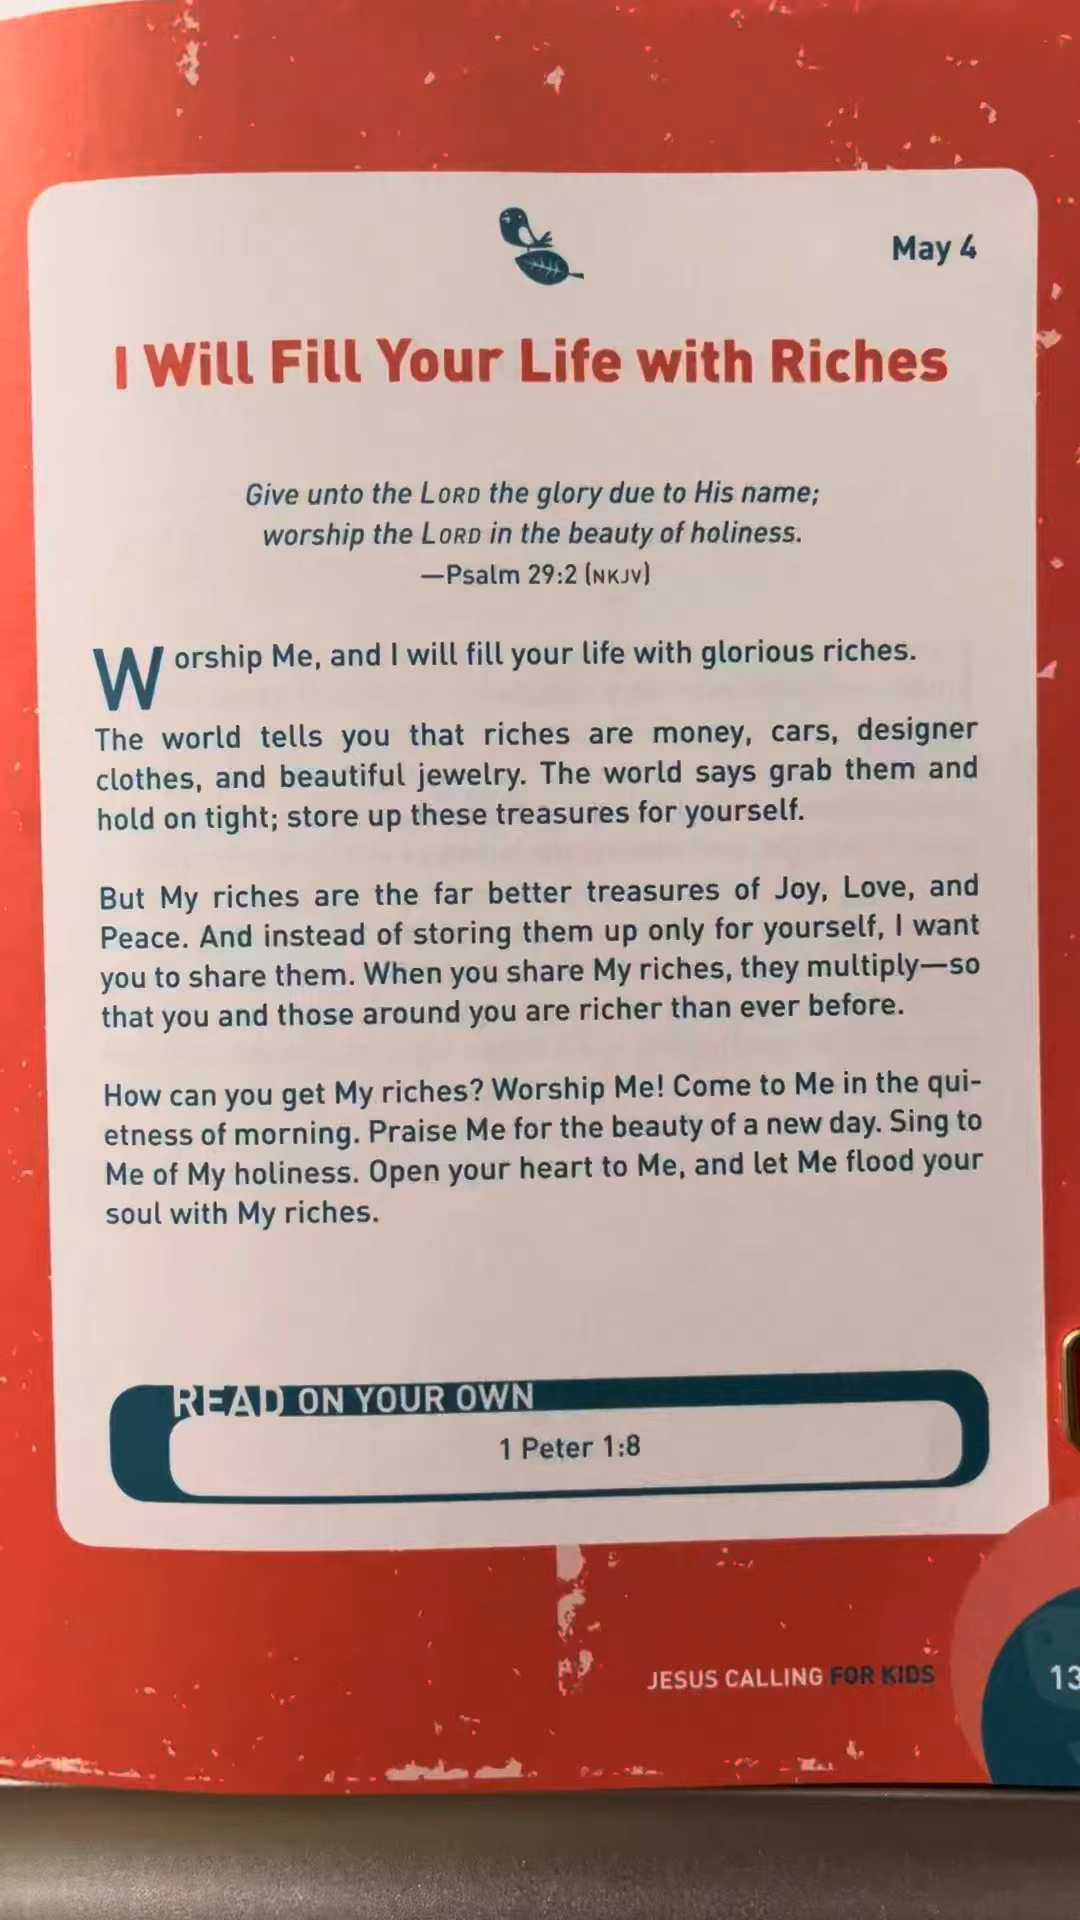 May 4
I Will Fill Your Life with Riches
Give unto the LORD the glory due to His name;
worship the LORD in the beauty of holiness.
—Psalm 29:2 (NKJV)
Worship Me, and I will fill your life with glorious riches.
The world tells you that riches are money, cars, designer
clothes, and beautiful jewelry. The world says grab them and
hold on tight; store up these treasures for yourself.
But My riches are the far better treasures of Joy, Love, and
Peace. And instead of storing them up only for yourself, I want
you to share them. When you share My riches, they multiply—so
that you and those around you are richer than ever before.
How can you get My riches? Worship Me! Come to Me in the qui-
etness of morning. Praise Me for the beauty of a new day. Sing to
Me of My holiness. Open your heart to Me, and let Me flood your
soul with My riches.
READ ON YOUR OWN
1 Peter 1:8
JESUS CALLING FOR KIDS